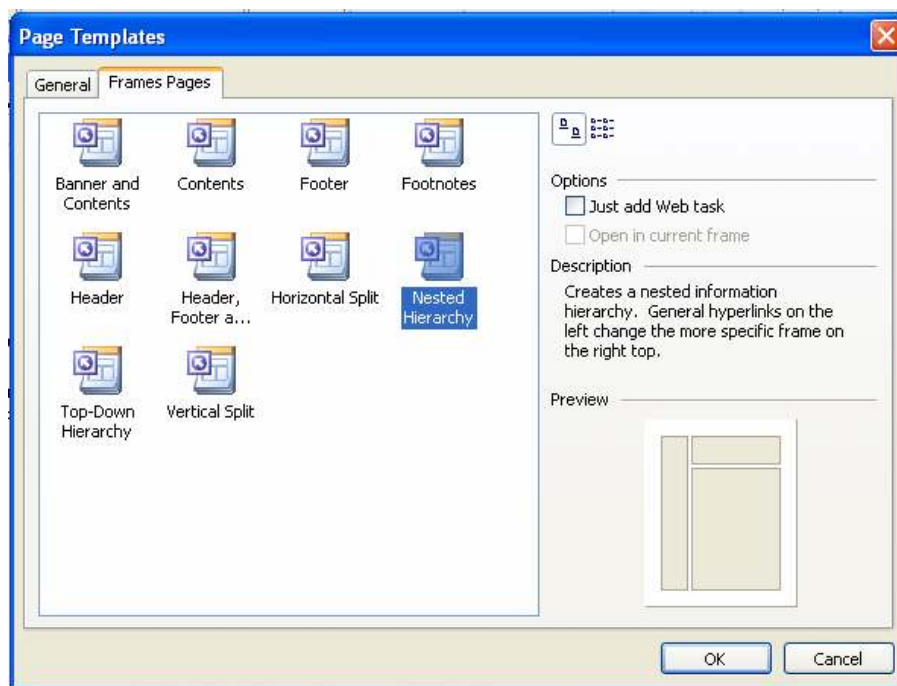 Page Templates
General
Frames Pages
Banner and
Contents
Contents
Footer
Footnotes
Header
Header,
Footer a...
Horizontal Split
Nested
Hierarchy
Top-Down
Hierarchy
Vertical Split
Options
Just add Web task
Open in current frame
Description
Creates a nested information
hierarchy. General hyperlinks on the
left change the more specific frame on
the right top.
Preview
OK
Cancel